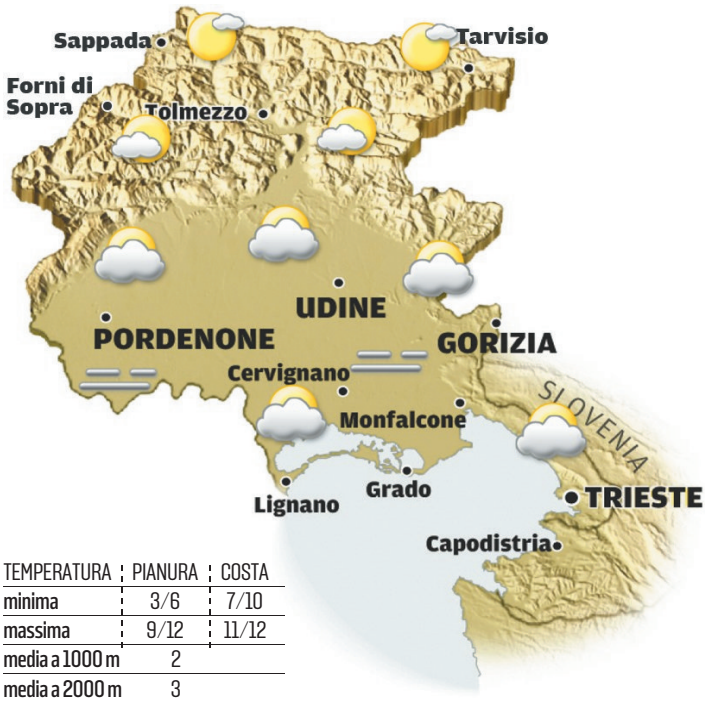 Sappada
Tarvisio
Forni di
Sopra
Tolmezzo
UDINE
PORDENONE
GORIZIA
Cervignano
SLOVENIA
Monfalcone
Grado
Lignano
TRIESTE
Capodistria
TEMPERATURA PIANURA COSTA
minima 3/6 7/10
massima 9/12 11/12
media a 1000 m 2
media a 2000 m 3